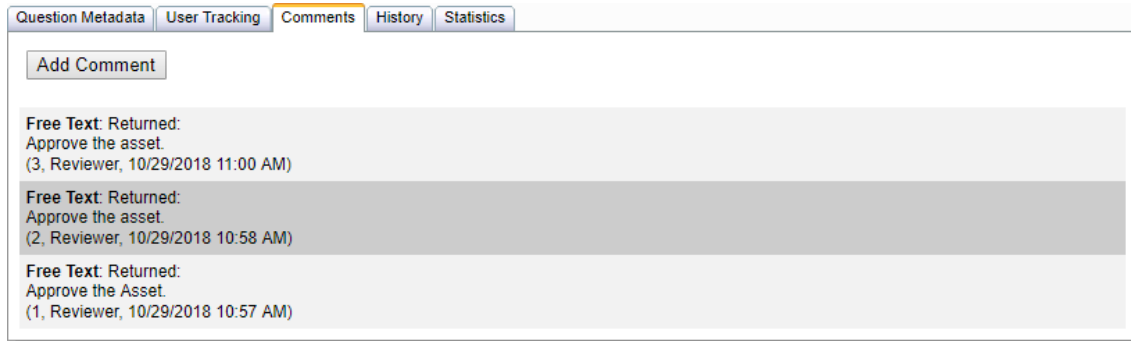 Question Metadata User Tracking Comments History Statistics
Add Comment
Free Text: Returned:
Approve the asset.
(3, Reviewer, 10/29/2018 11:00 AM)
Free Text: Returned:
Approve the asset.
(2, Reviewer, 10/29/2018 10:58 AM)
Free Text: Returned:
Approve the Asset.
(1, Reviewer, 10/29/2018 10:57 AM)